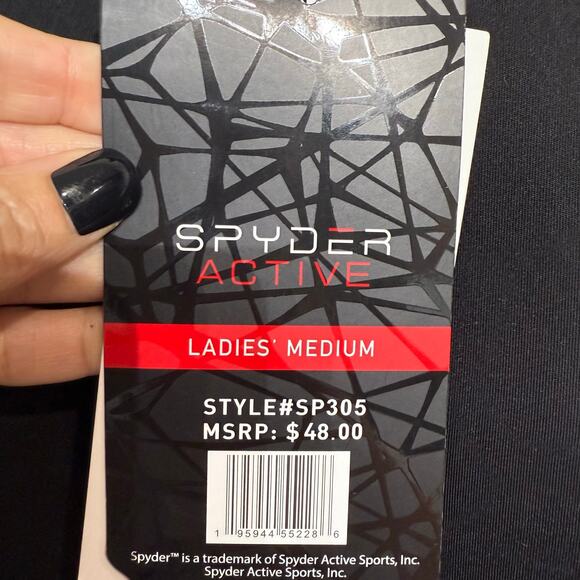 SPYDER
ACTIVE
LADIES' MEDIUM
STYLE#SP305
MSRP: $48.00
1 95944 55228 6
Spyder™ is a trademark of Spyder Active Sports, Inc.
Spyder Active Sports, Inc.